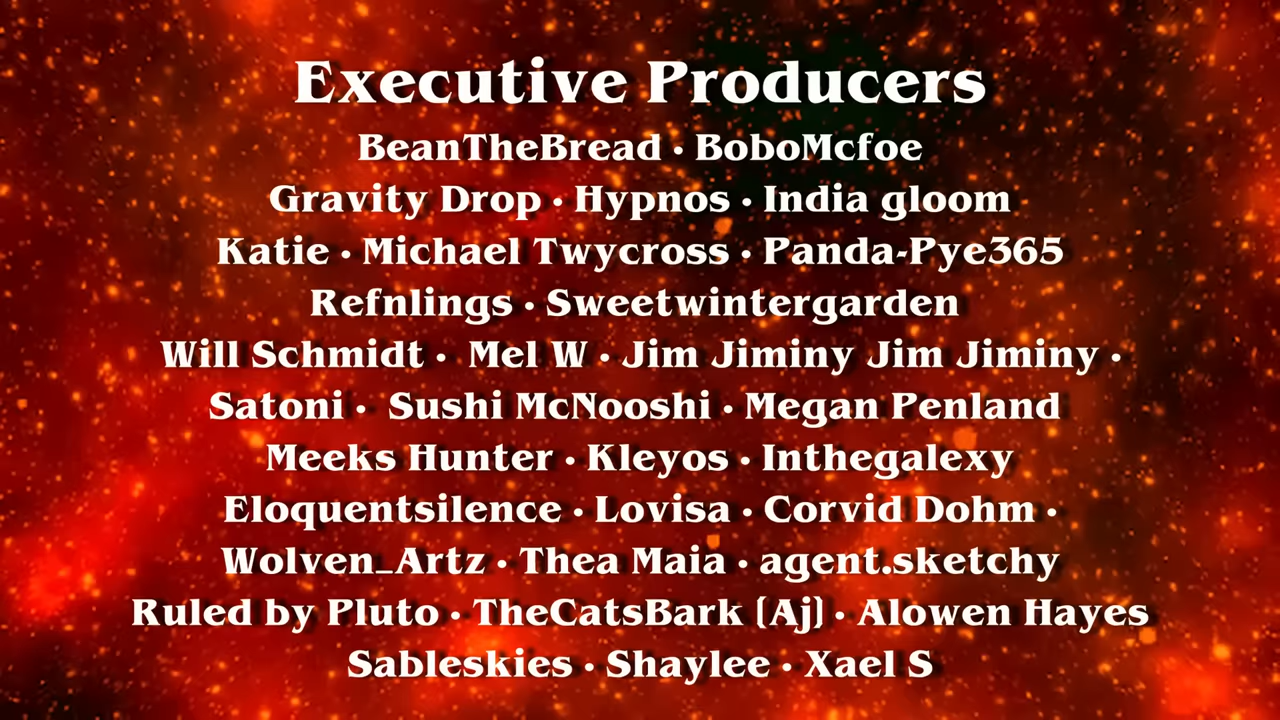 Executive Producers
BeanTheBread • BoboMcfoe
Gravity Drop • Hypnos • India gloom
Katie • Michael Twycross • Panda-Pye365
Refnlings • Sweetwintergarden
Will Schmidt • Mel W • Jim Jiminy Jim Jiminy •
Satoni • Sushi McNooshi • Megan Penland
Meeks Hunter • Kleyos • Inthegalexy
Eloquentsilence • Lovisa • Corvid Dohm •
Wolven_Artz • Thea Maia • agent.sketchy
Ruled by Pluto • TheCatsBark (Aj) • Alowen Hayes
Sableskies • Shaylee • Xael S